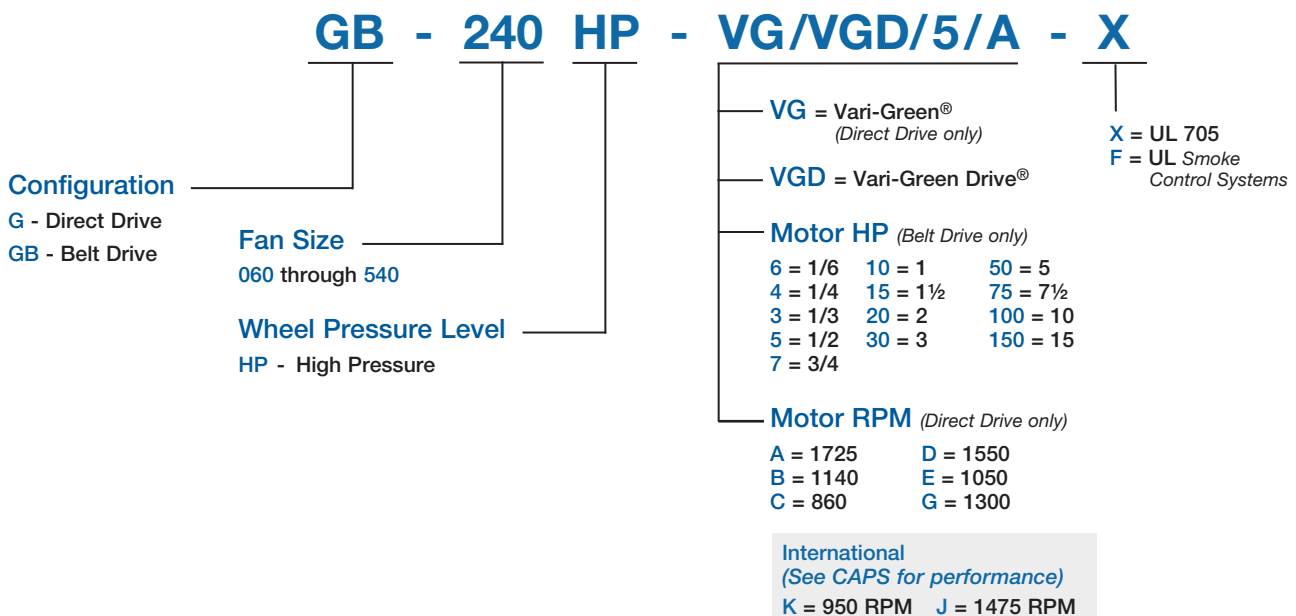 GB - 240 HP - VG/VGD/5/A - X
Configuration
G - Direct Drive
GB - Belt Drive
Fan Size
060 through 540
Wheel Pressure Level
HP - High Pressure
VG = Vari-Green®
(Direct Drive only)
VGD = Vari-Green Drive®
Motor HP (Belt Drive only)
6 = 1/6 10 = 1 50 = 5
4 = 1/4 15 = 1½ 75 = 7½
3 = 1/3 20 = 2 100 = 10
5 = 1/2 30 = 3 150 = 15
7 = 3/4
Motor RPM (Direct Drive only)
A = 1725 D = 1550
B = 1140 E = 1050
C = 860 G = 1300
International
(See CAPS for performance)
K = 950 RPM J = 1475 RPM
X = UL 705
F = UL Smoke
Control Systems